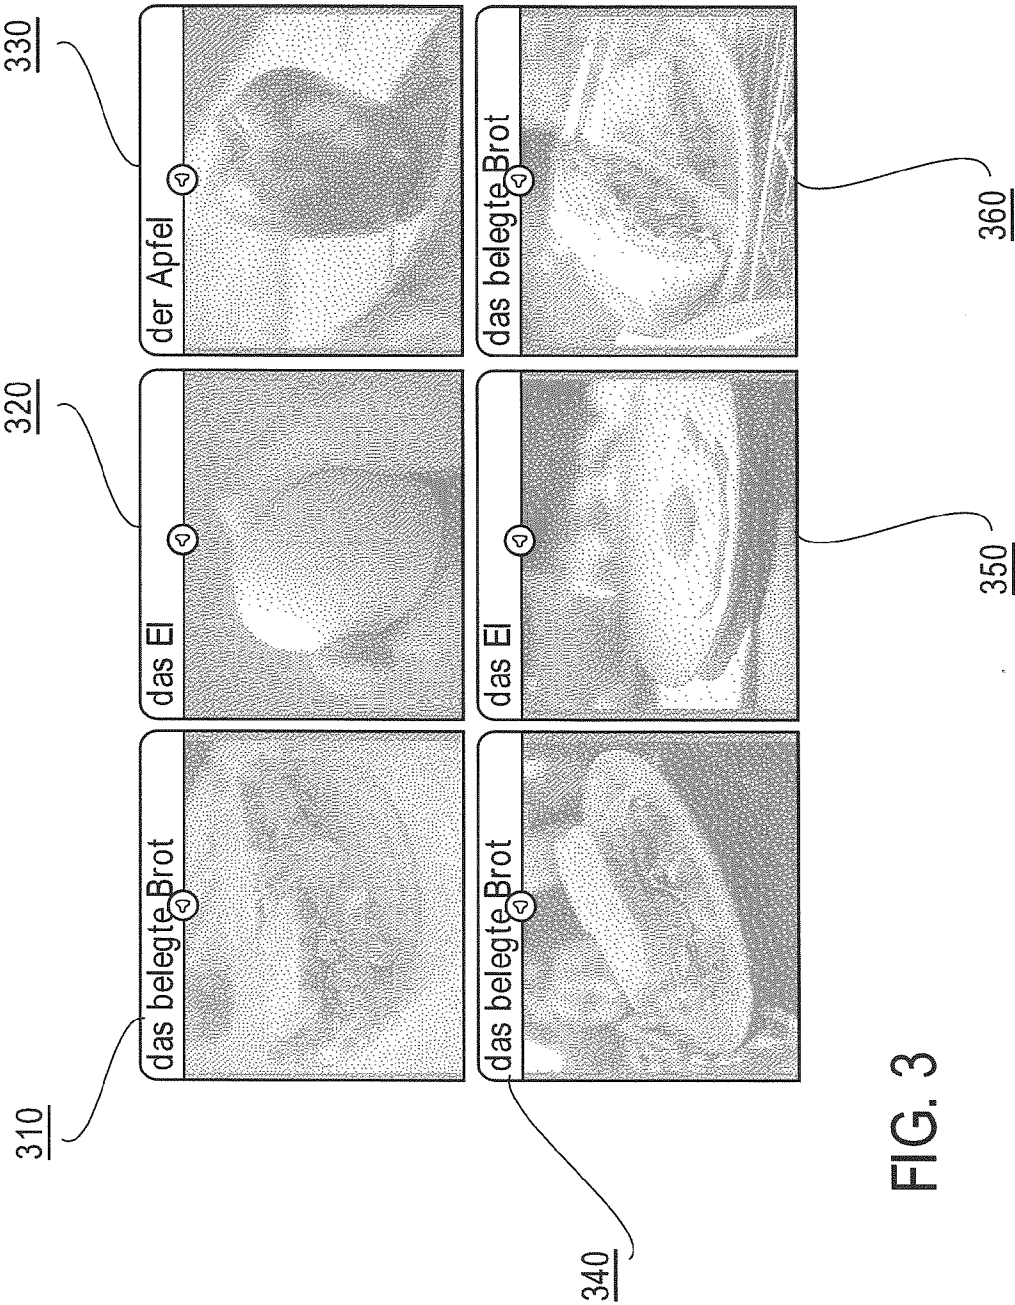 310
320
330
das belegte Brot
das EI
der Apfel
das belegte Brot
das EI
das belegte Brot
340
350
360
FIG. 3